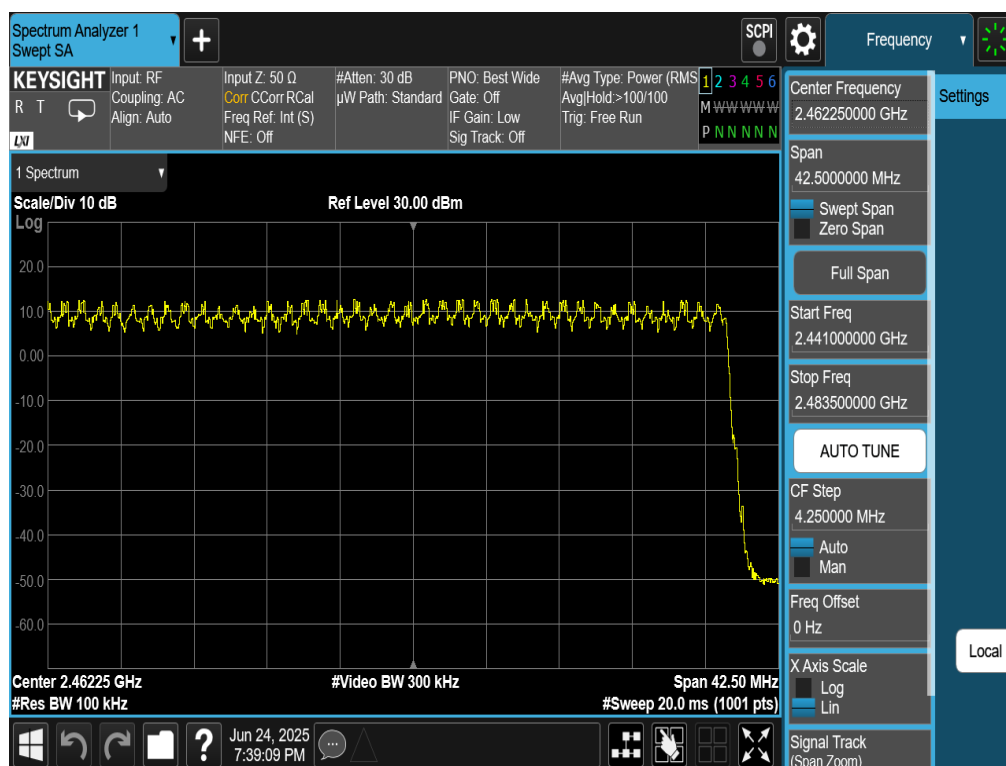 Spectrum Analyzer 1
Swept SA
+
SCPI
Frequency
KEYSIGHT
R T
LXI
Input: RF
Coupling: AC
Align: Auto
Input Z: 50 Ω
Corr CCorr RCal
Freq Ref: Int (S)
NFE: Off
#Atten: 30 dB
µW Path: Standard
PNO: Best Wide
Gate: Off
IF Gain: Low
Sig Track: Off
#Avg Type: Power (RMS
Avg|Hold:>100/100
Trig: Free Run
1 2 3 4 5 6
M W W W W W
P N N N N N
1 Spectrum
Scale/Div 10 dB
Ref Level 30.00 dBm
Log
20.0
10.0
0.00
-10.0
-20.0
-30.0
-40.0
-50.0
-60.0
Center 2.46225 GHz
#Video BW 300 kHz
Span 42.50 MHz
#Res BW 100 kHz
#Sweep 20.0 ms (1001 pts)
Center Frequency
2.462250000 GHz
Span
42.5000000 MHz
Swept Span
Zero Span
Full Span
Start Freq
2.441000000 GHz
Stop Freq
2.483500000 GHz
AUTO TUNE
CF Step
4.250000 MHz
Auto
Man
Freq Offset
0 Hz
X Axis Scale
Log
Lin
Signal Track
(Span Zoom)
Settings
Local
?
Jun 24, 2025
7:39:09 PM